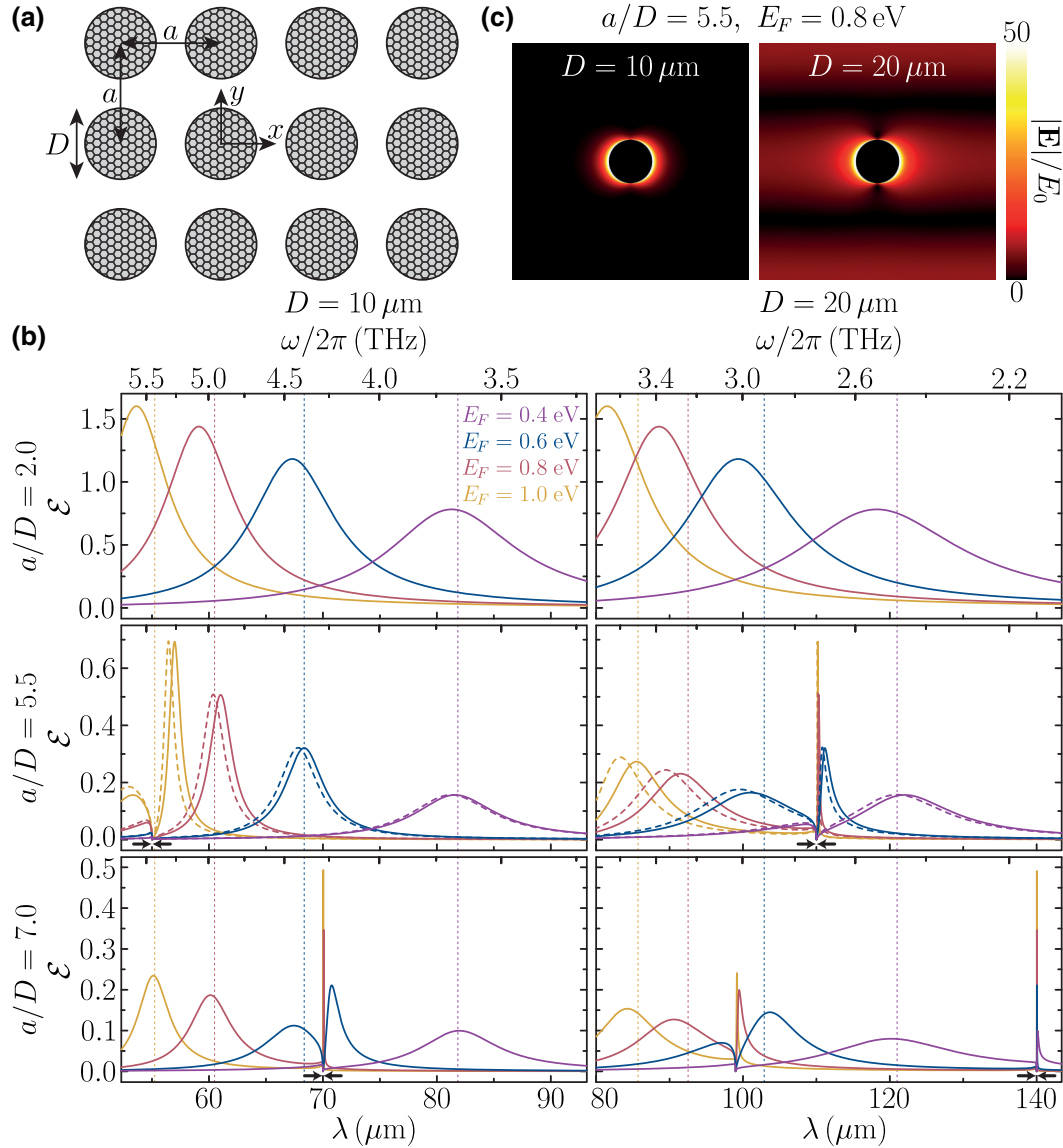 (a)
a
a
y
x
D
(c)
a/D = 5.5, E_F = 0.8 eV
D = 10 μm
D = 20 μm
50
|E|/E_0
0
(b)
D = 10 μm
ω/2π (THz)
5.5 5.0 4.5 4.0 3.5
D = 20 μm
ω/2π (THz)
3.4 3.0 2.6 2.2
E_F = 0.4 eV
E_F = 0.6 eV
E_F = 0.8 eV
E_F = 1.0 eV
a/D = 2.0
ℰ
1.5
1.0
0.5
0.0
a/D = 5.5
ℰ
0.6
0.4
0.2
0.0
a/D = 7.0
ℰ
0.5
0.4
0.3
0.2
0.1
0.0
60 70 80 90
λ (μm)
80 100 120 140
λ (μm)